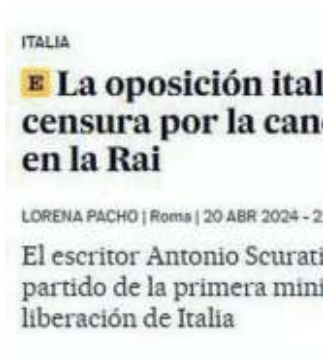 ITALIA
E La oposición ital
censura por la can
en la Rai
LORENA PACHO | Roma | 20 ABR 2024 - 2
El escritor Antonio Scurati
partido de la primera mini
liberación de Italia